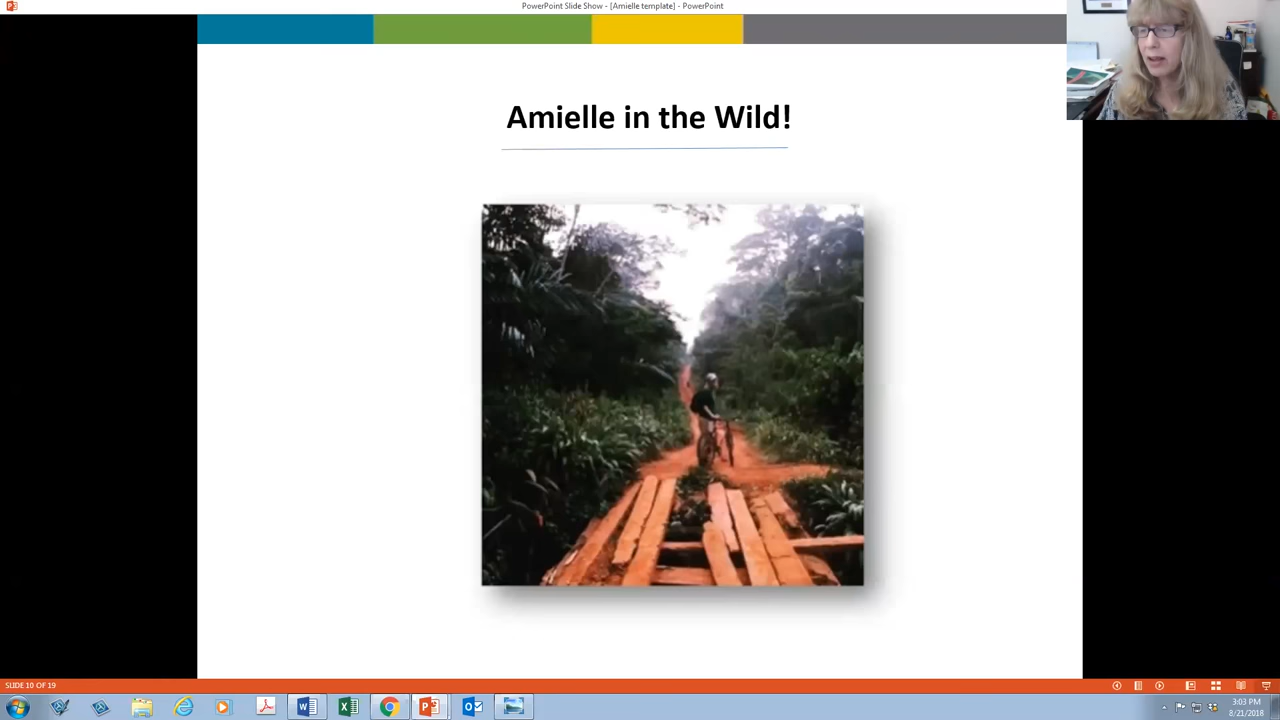 PowerPoint Slide Show - [Amielle template] - PowerPoint
Amielle in the Wild!
SLIDE 10 OF 19
3:03 PM
8/21/2018